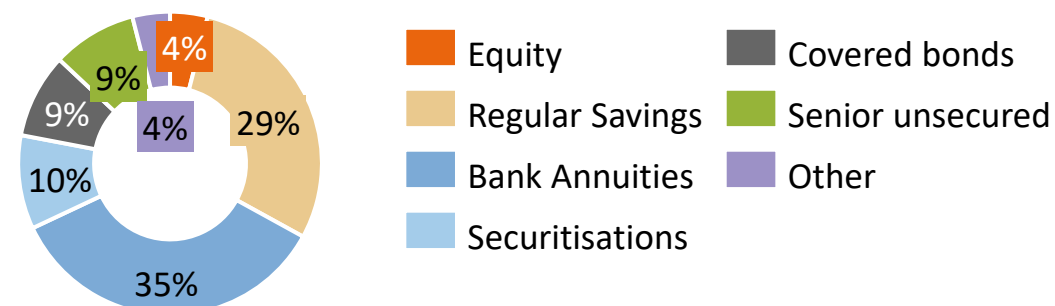 4%
9%
9%
4%
29%
10%
35%
Equity
Regular Savings
Bank Annuities
Securitisations
Covered bonds
Senior unsecured
Other